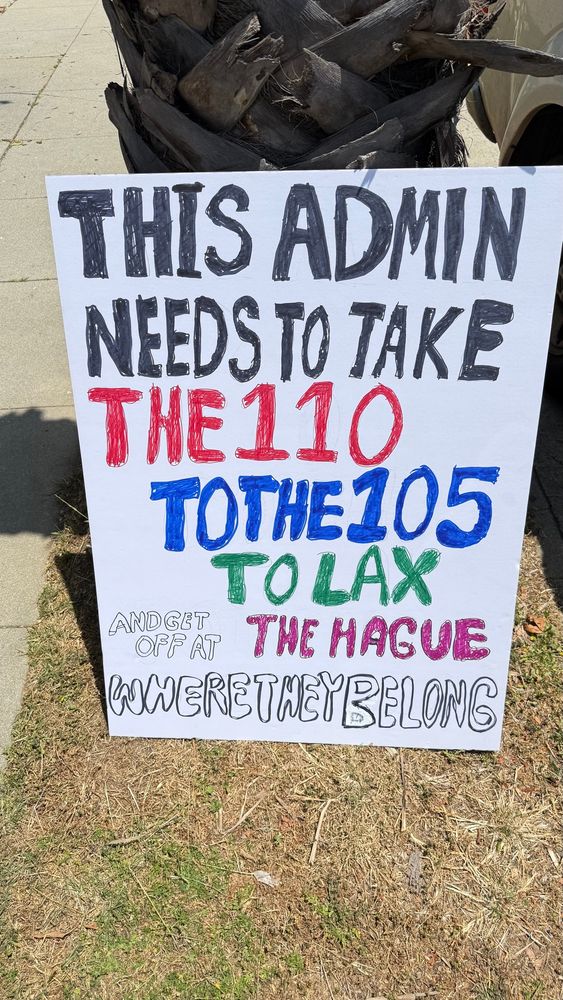 THIS ADMIN
NEEDS TO TAKE
THE 110
TO THE 105
TO LAX
AND GET
OFF AT THE HAGUE
WHERE THEY BELONG